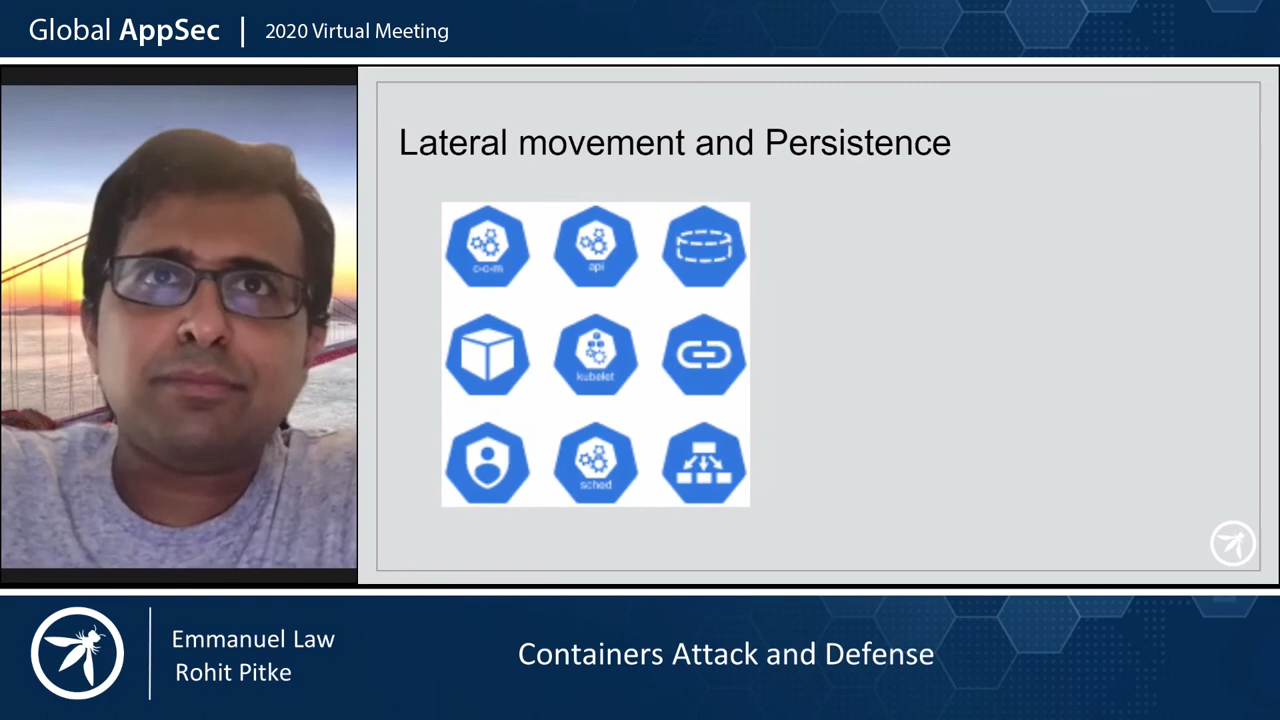 Global AppSec | 2020 Virtual Meeting
Lateral movement and Persistence
c-c-m
api
kubelet
sched
Emmanuel Law
Rohit Pitke
Containers Attack and Defense